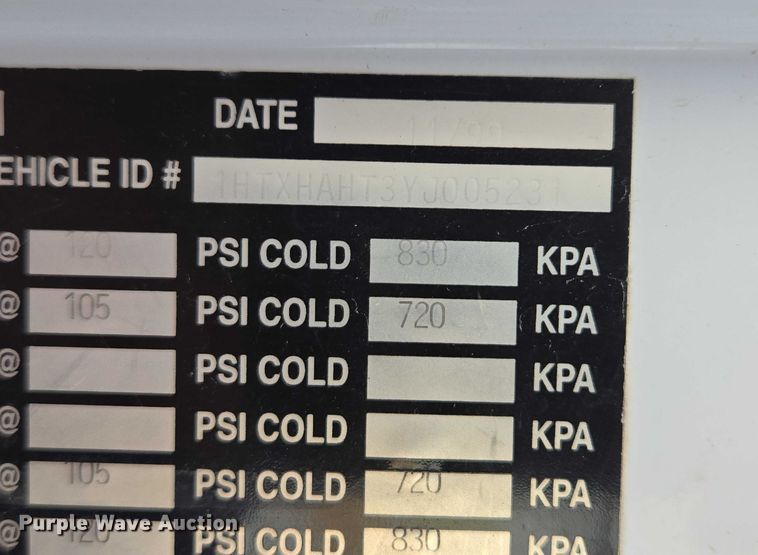 DATE 11/99
EHICLE ID # 1HTXHAHT3YJ005231
@ 120 PSI COLD 830 KPA
@ 105 PSI COLD 720 KPA
@ PSI COLD KPA
@ PSI COLD KPA
@ 105 PSI COLD 720 KPA
@ 120 PSI COLD 830 KPA
Purple Wave Auction